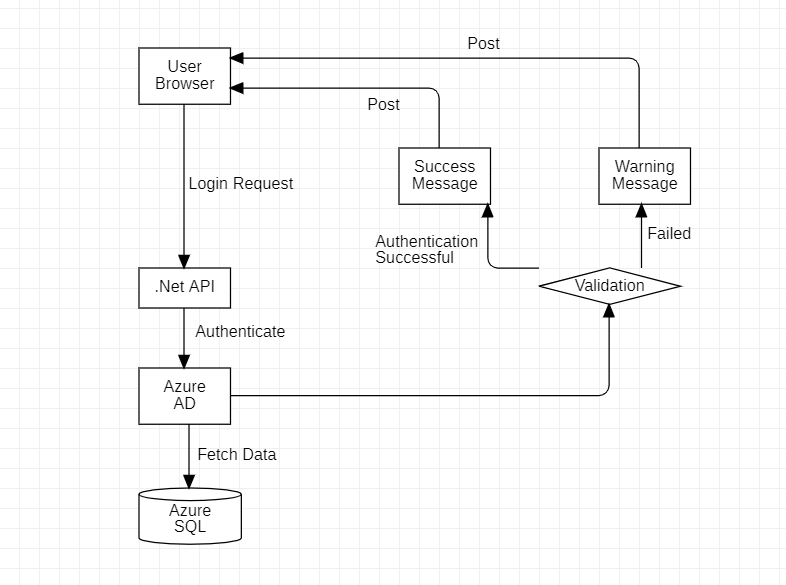 Post
User
Browser
Post
Success
Message
Warning
Message
Login Request
Authentication
Successful
Failed
.Net API
Validation
Authenticate
Azure
AD
Fetch Data
Azure
SQL